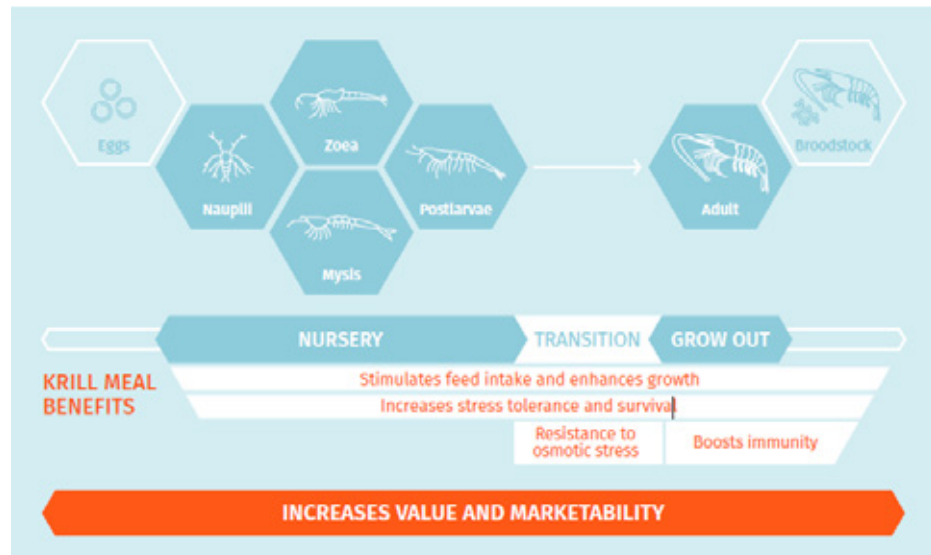 Eggs
Nauplii
Zoea
Mysis
Postlarvae
Adult
Broodstock
NURSERY
TRANSITION
GROW OUT
KRILL MEAL
BENEFITS
Stimulates feed intake and enhances growth
Increases stress tolerance and survival
Resistance to
osmotic stress
Boosts immunity
INCREASES VALUE AND MARKETABILITY